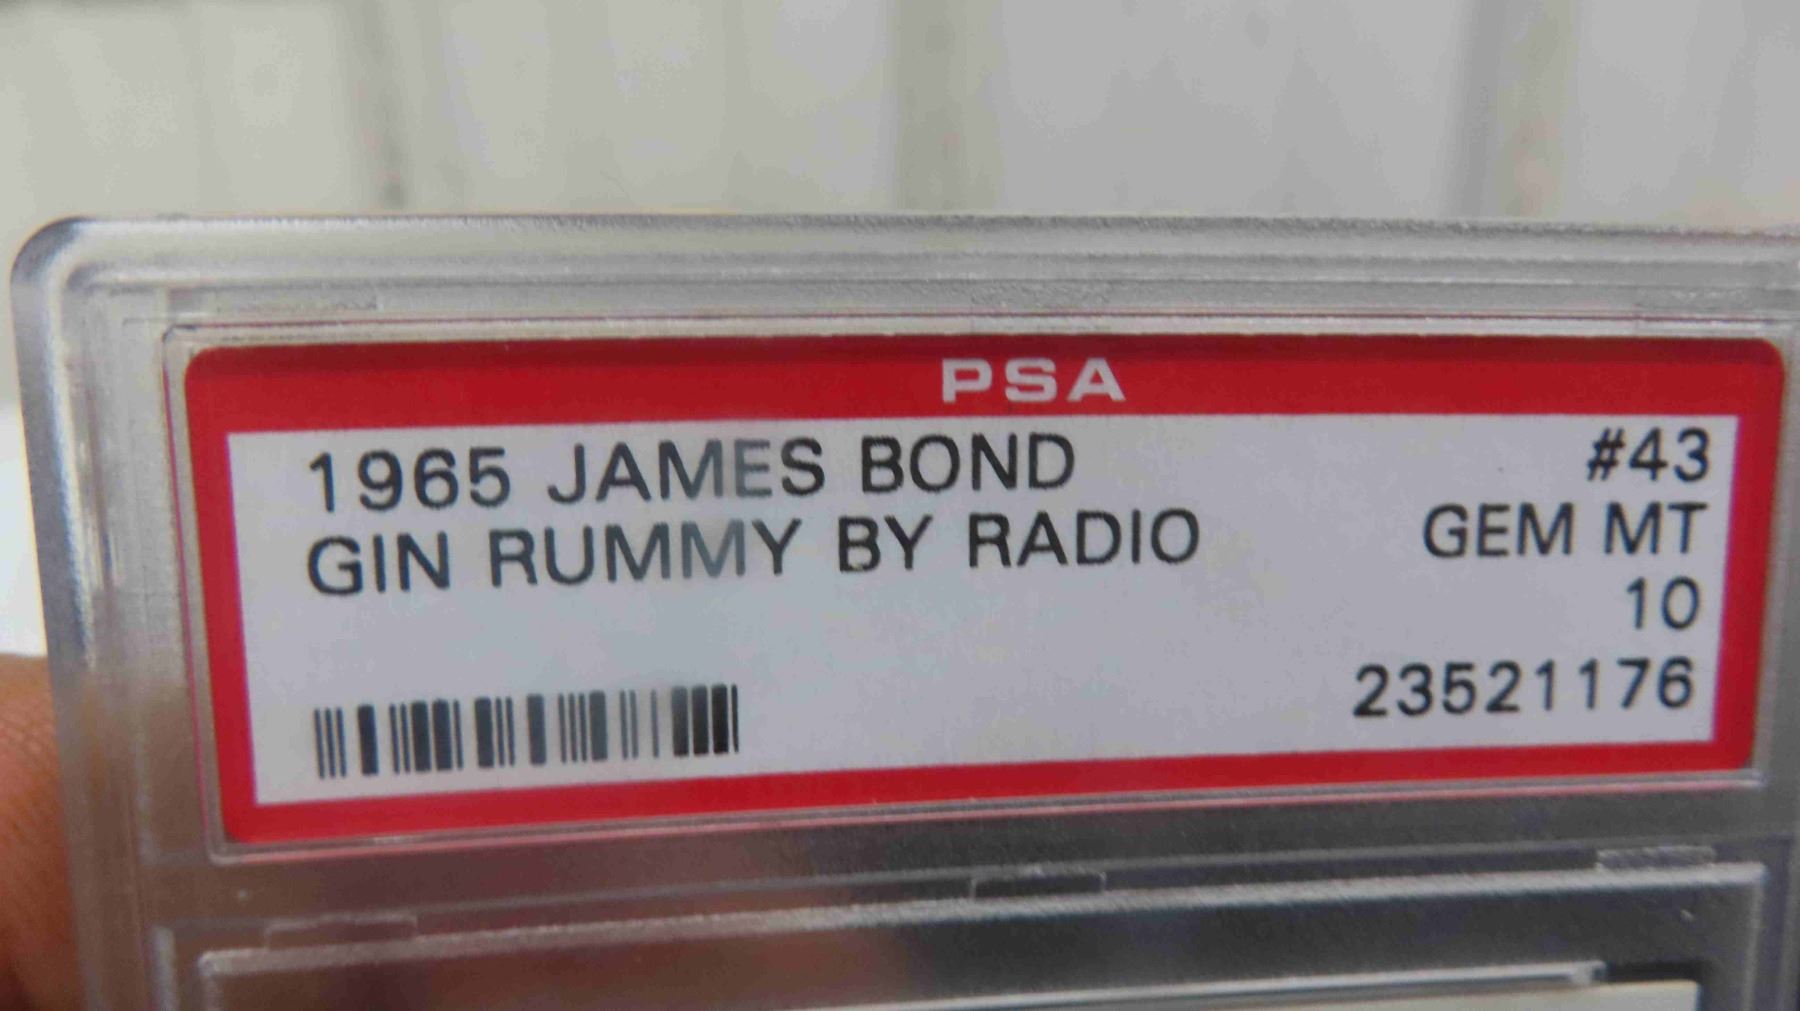 PSA
1965 JAMES BOND #43
GIN RUMMY BY RADIO GEM MT
10
23521176